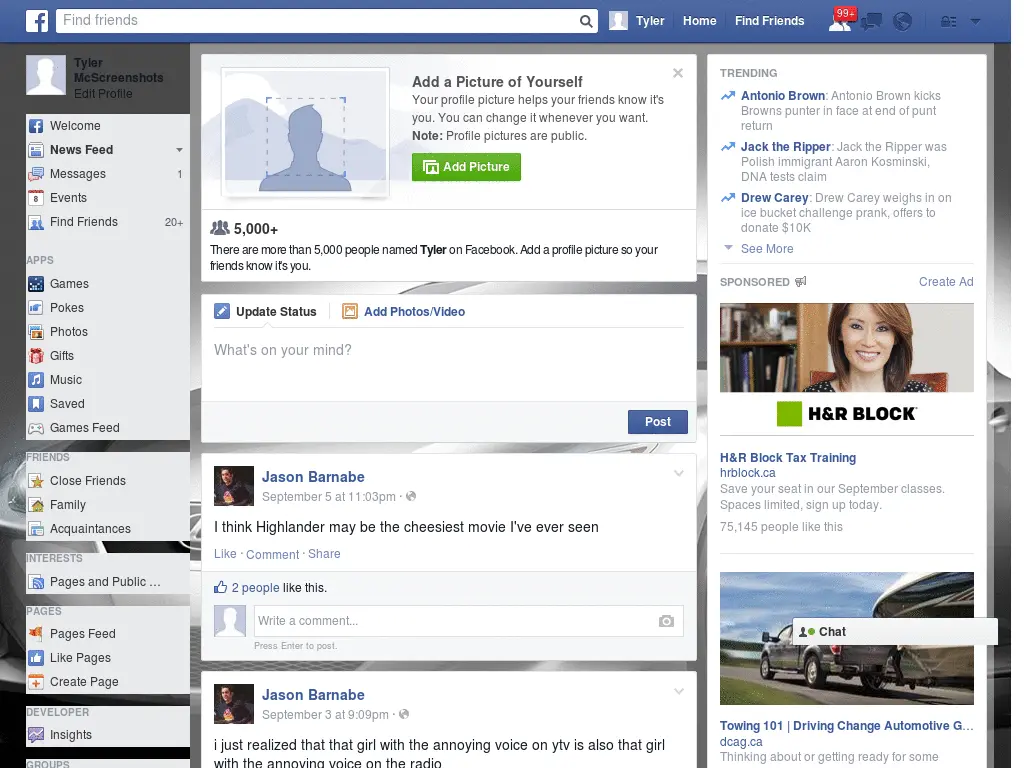 Find friends
Tyler
Home
Find Friends
99+
Tyler
McScreenshots
Edit Profile
Welcome
News Feed
Messages 1
Events
Find Friends 20+
APPS
Games
Pokes
Photos
Gifts
Music
Saved
Games Feed
FRIENDS
Close Friends
Family
Acquaintances
INTERESTS
Pages and Public ...
PAGES
Pages Feed
Like Pages
Create Page
DEVELOPER
Insights
GROUPS
Add a Picture of Yourself
Your profile picture helps your friends know it's
you. You can change it whenever you want.
Note: Profile pictures are public.
Add Picture
5,000+
There are more than 5,000 people named Tyler on Facebook. Add a profile picture so your
friends know it's you.
Update Status
Add Photos/Video
What's on your mind?
Post
Jason Barnabe
September 5 at 11:03pm ·
I think Highlander may be the cheesiest movie I've ever seen
Like · Comment · Share
2 people like this.
Write a comment...
Press Enter to post.
Jason Barnabe
September 3 at 9:09pm ·
i just realized that that girl with the annoying voice on ytv is also that girl
with the annoying voice on the radio
TRENDING
Antonio Brown: Antonio Brown kicks
Browns punter in face at end of punt
return
Jack the Ripper: Jack the Ripper was
Polish immigrant Aaron Kosminski,
DNA tests claim
Drew Carey: Drew Carey weighs in on
ice bucket challenge prank, offers to
donate $10K
See More
SPONSORED
Create Ad
H&R BLOCK
H&R Block Tax Training
hrblock.ca
Save your seat in our September classes.
Spaces limited, sign up today.
75,145 people like this
Chat
Towing 101 | Driving Change Automotive G...
dcag.ca
Thinking about or getting ready for some